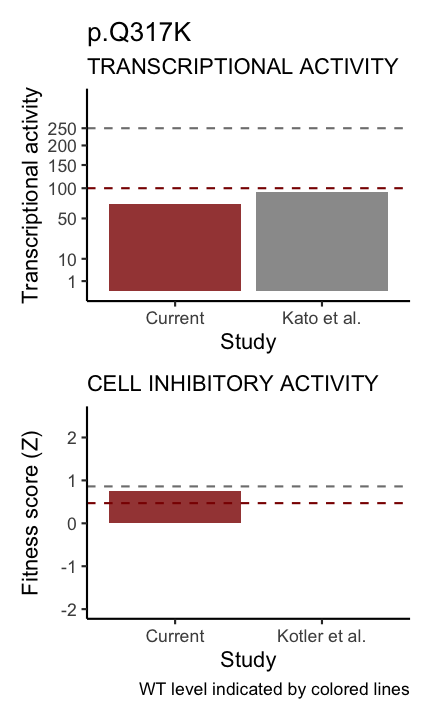 p.Q317K
TRANSCRIPTIONAL ACTIVITY
Transcriptional activity
250
200
150
100
50
10
1
Current
Kato et al.
Study
CELL INHIBITORY ACTIVITY
Fitness score (Z)
2
1
0
-1
-2
Current
Kotler et al.
Study
WT level indicated by colored lines